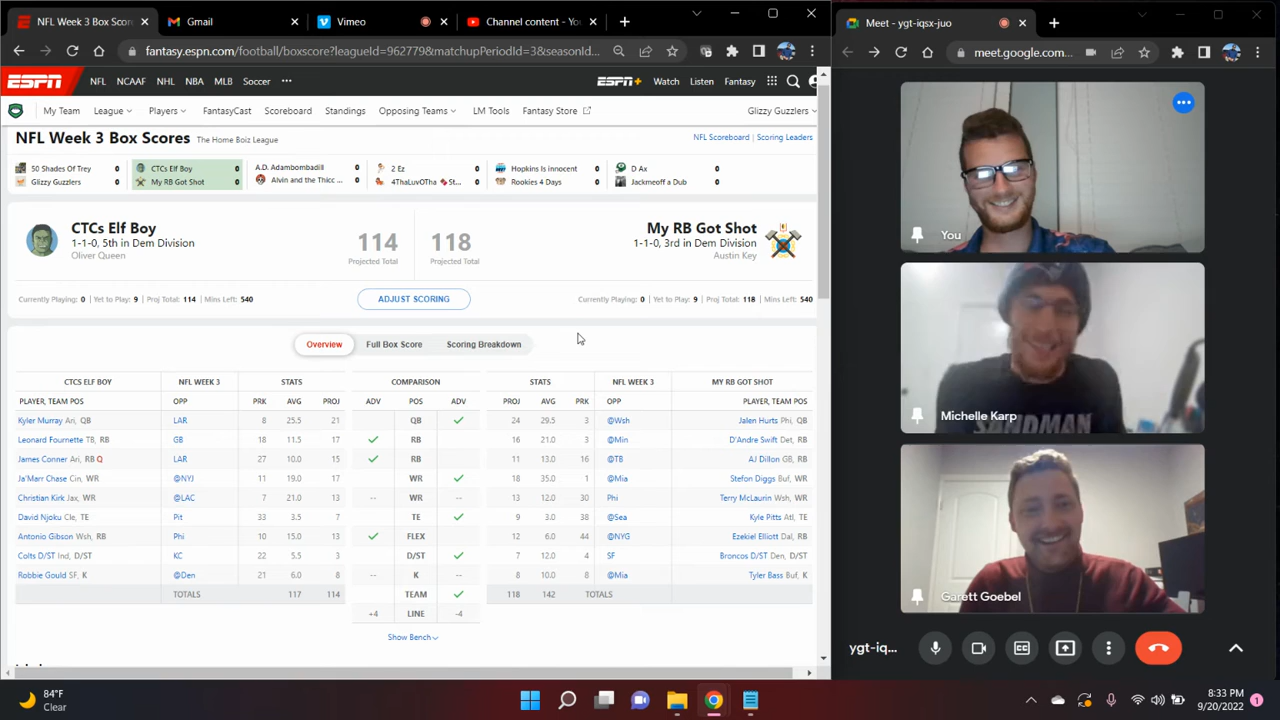 NFL Week 3 Box Score
Gmail
Vimeo
Channel content - You
Meet - ygt-iqsx-juo
fantasy.espn.com/football/boxscore?leagueId=962779&matchupPeriodId=3&seasonId...
meet.google.com...
ESPN NFL NCAAF NHL NBA MLB Soccer ••• ESPN+ Watch Listen Fantasy
My Team League Players FantasyCast Scoreboard Standings Opposing Teams LM Tools Fantasy Store Glizzy Guzzlers
NFL Week 3 Box Scores The Home Boiz League NFL Scoreboard Scoring Leaders
50 Shades Of Trey 0 CTCs Elf Boy 0 A.D. Adambombadill 0 2 Ez 0 Hopkins Is innocent 0 D Ax 0
Glizzy Guzzlers 0 My RB Got Shot 0 Alvin and the Thicc ... 0 4ThaLuvOTha St... 0 Rookies 4 Days 0 Jackmeoff a Dub 0
CTCs Elf Boy 114 118 My RB Got Shot
1-1-0, 5th in Dem Division 1-1-0, 3rd in Dem Division
Oliver Queen Projected Total Projected Total Austin Key
Currently Playing: 0 Yet to Play: 9 Proj Total: 114 Mins Left: 540 ADJUST SCORING Currently Playing: 0 Yet to Play: 9 Proj Total: 118 Mins Left: 540
Overview Full Box Score Scoring Breakdown
CTCS ELF BOY NFL WEEK 3 STATS COMPARISON STATS NFL WEEK 3 MY RB GOT SHOT
PLAYER, TEAM POS OPP PRK AVG PROJ ADV POS ADV PROJ AVG PRK OPP PLAYER, TEAM POS
Kyler Murray Ari, QB LAR 8 25.5 21 QB 24 29.5 3 @Wsh Jalen Hurts Phi, QB
Leonard Fournette TB, RB GB 18 11.5 17 RB 16 21.0 3 @Min D'Andre Swift Det, RB
James Conner Ari, RB Q LAR 27 10.0 15 RB 11 13.0 16 @TB AJ Dillon GB, RB
Ja'Marr Chase Cin, WR @NYJ 11 19.0 17 WR 18 35.0 1 @Mia Stefon Diggs Buf, WR
Christian Kirk Jax, WR @LAC 7 21.0 13 -- WR -- 13 12.0 30 Phi Terry McLaurin Wsh, WR
David Njoku Cle, TE Pit 33 3.5 7 TE 9 3.0 38 @Sea Kyle Pitts Atl, TE
Antonio Gibson Wsh, RB Phi 10 15.0 13 FLEX 12 6.0 44 @NYG Ezekiel Elliott Dal, RB
Colts D/ST Ind, D/ST KC 22 5.5 3 D/ST 7 12.0 4 SF Broncos D/ST Den, D/ST
Robbie Gould SF, K @Den 21 6.0 8 -- K -- 8 10.0 8 @Mia Tyler Bass Buf, K
TOTALS 117 114 TEAM 118 142 TOTALS
+4 LINE -4
Show Bench
You
Michelle Karp
SANDMAN
Garett Goebel
ygt-iq...
84°F
Clear
8:33 PM
9/20/2022
1